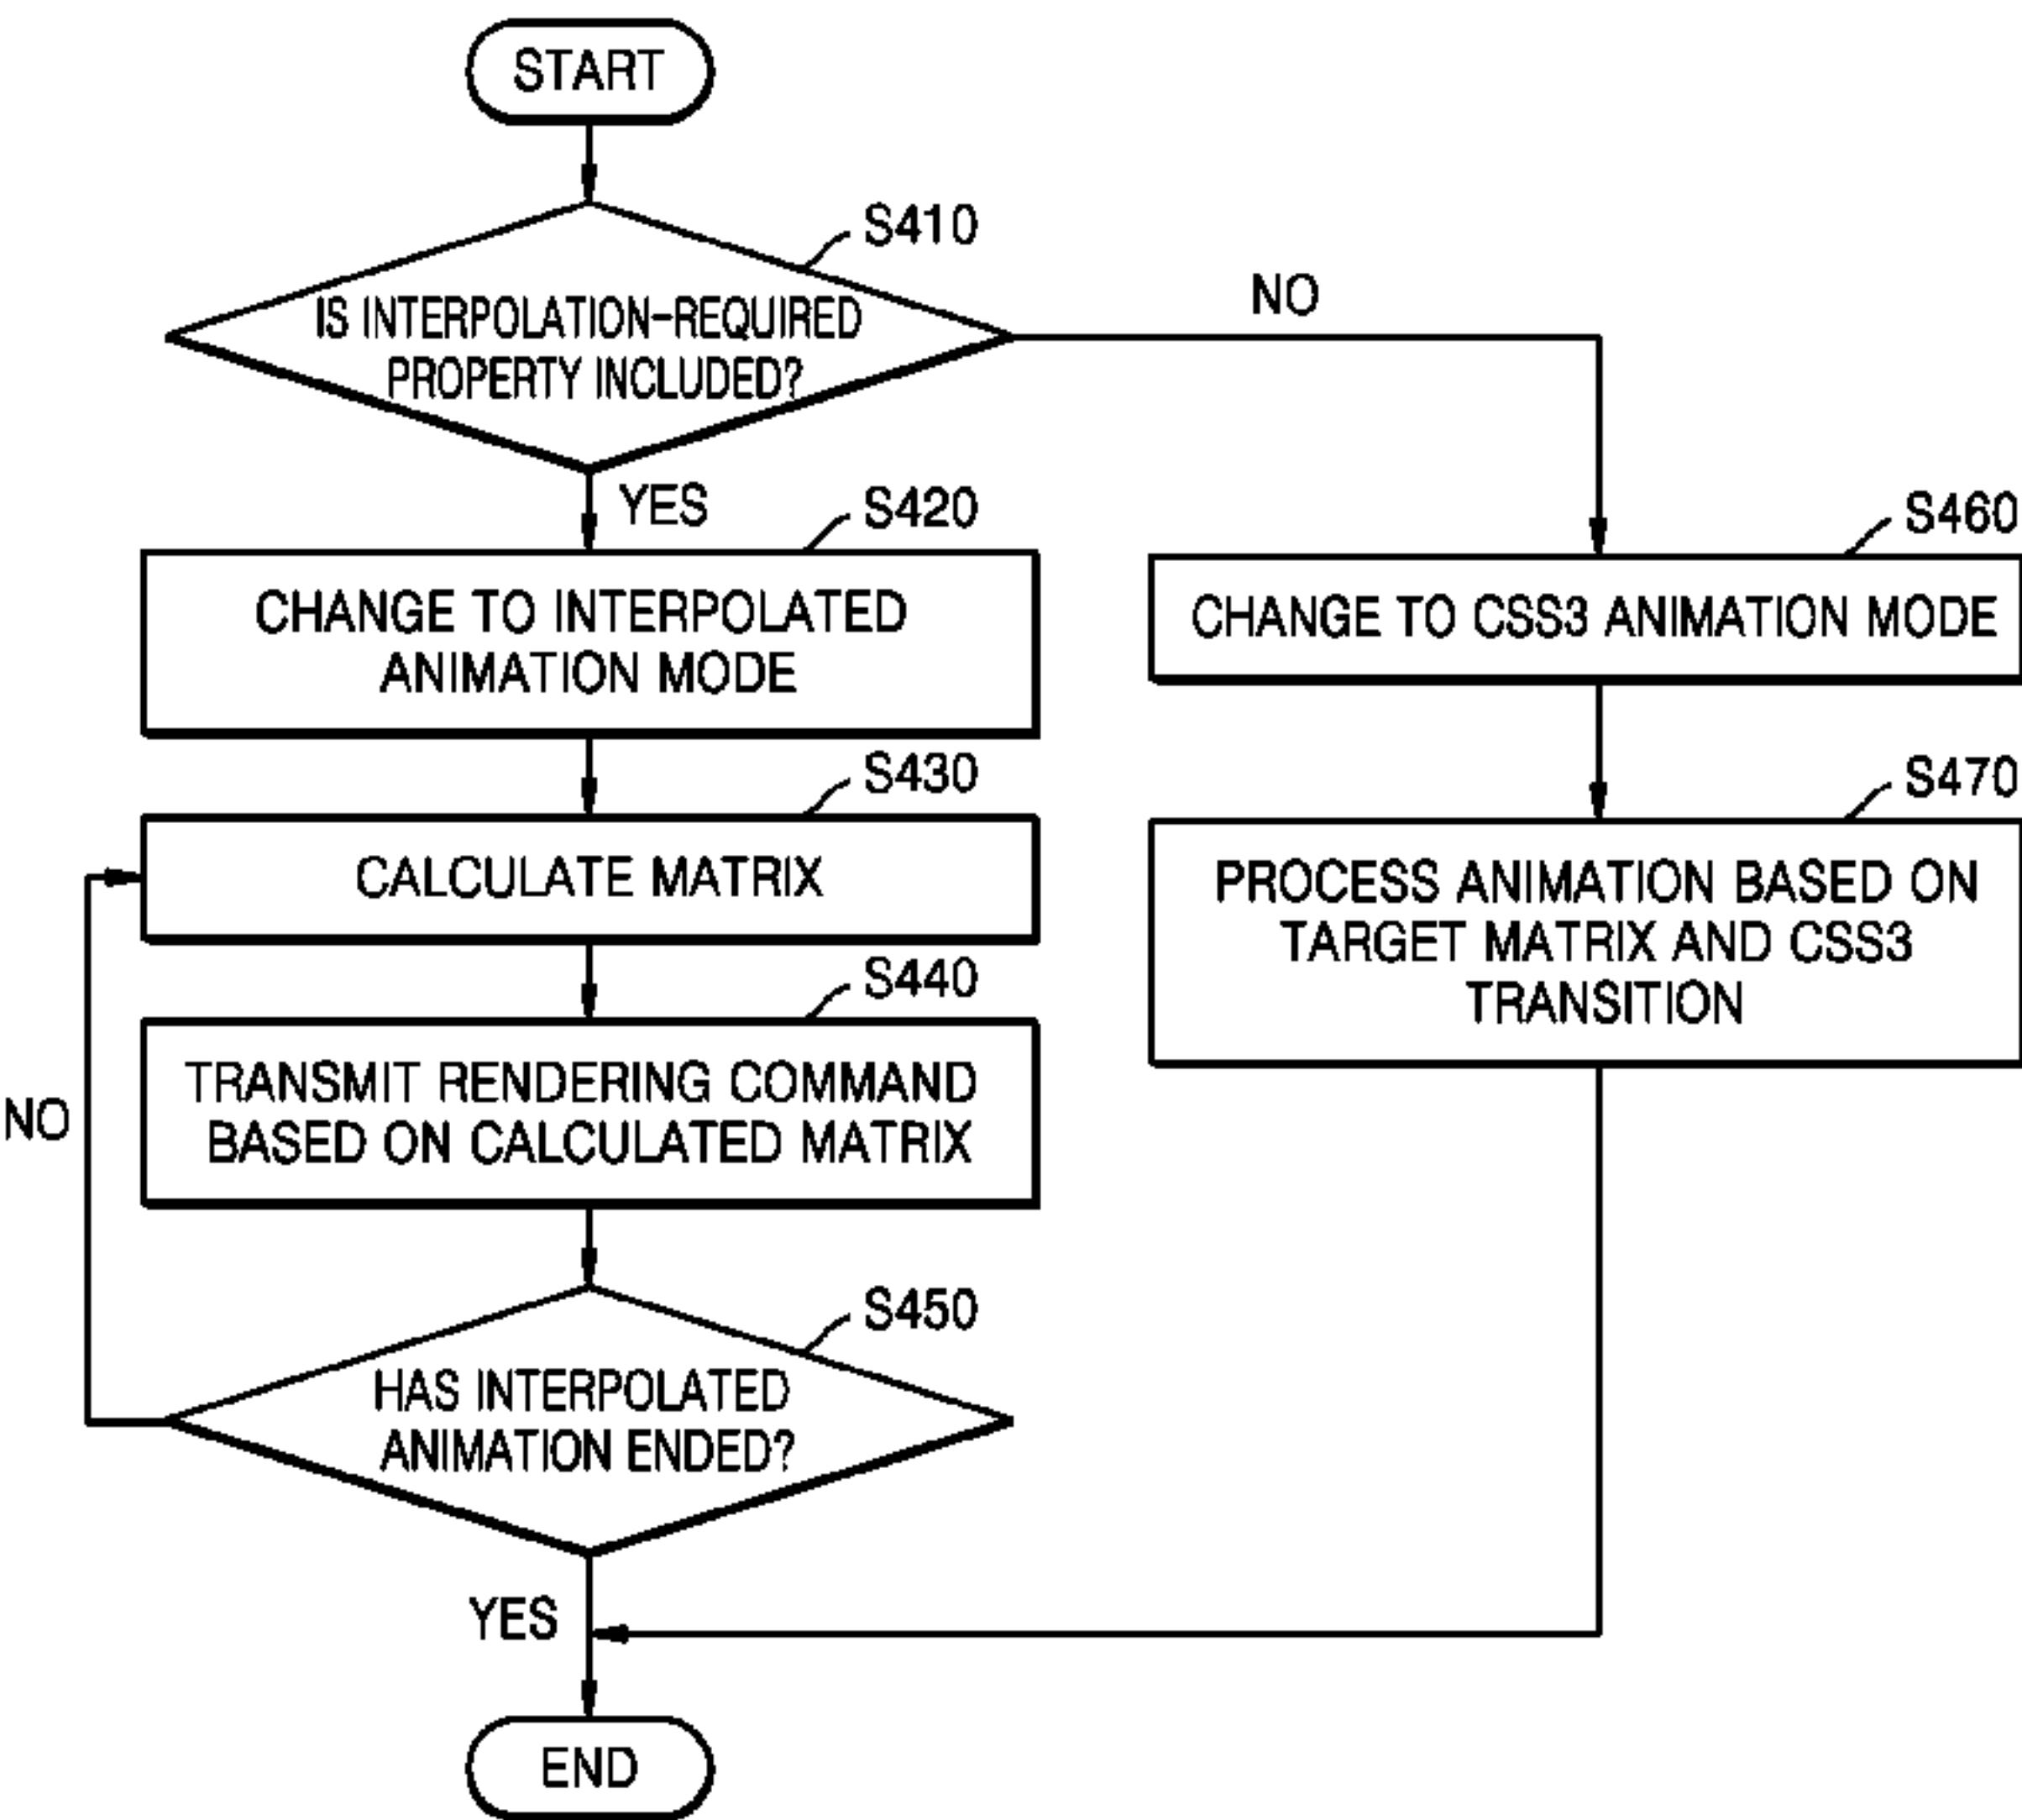 START
S410
IS INTERPOLATION-REQUIRED
PROPERTY INCLUDED?
NO
YES
S420
CHANGE TO INTERPOLATED
ANIMATION MODE
S460
CHANGE TO CSS3 ANIMATION MODE
S430
CALCULATE MATRIX
S470
PROCESS ANIMATION BASED ON
TARGET MATRIX AND CSS3
TRANSITION
S440
TRANSMIT RENDERING COMMAND
BASED ON CALCULATED MATRIX
NO
S450
HAS INTERPOLATED
ANIMATION ENDED?
YES
END